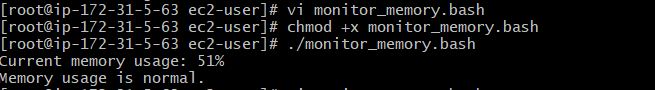 [root@ip-172-31-5-63 ec2-user]# vi monitor_memory.bash
[root@ip-172-31-5-63 ec2-user]# chmod +x monitor_memory.bash
[root@ip-172-31-5-63 ec2-user]# ./monitor_memory.bash
Current memory usage: 51%
Memory usage is normal.